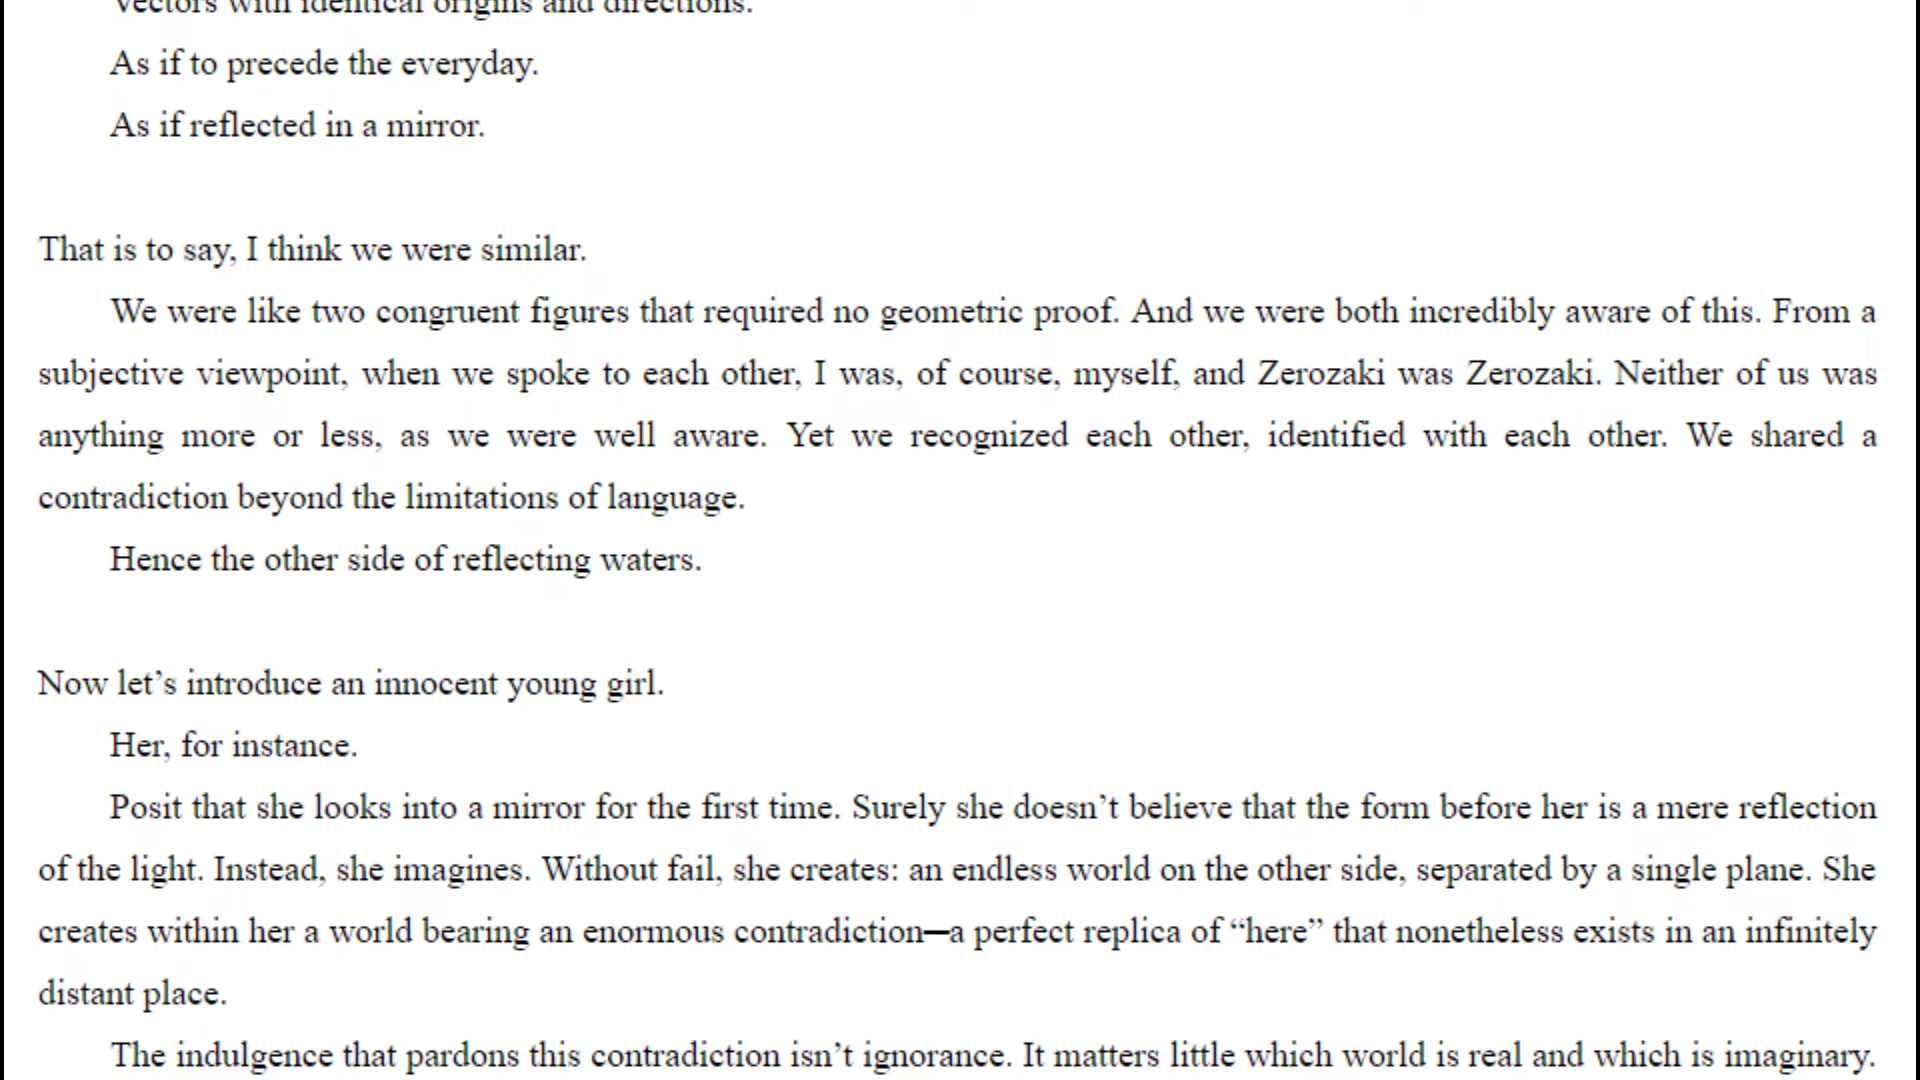 Vectors with identical origins and directions.
As if to precede the everyday.
As if reflected in a mirror.
That is to say, I think we were similar.
We were like two congruent figures that required no geometric proof. And we were both incredibly aware of this. From a
subjective viewpoint, when we spoke to each other, I was, of course, myself, and Zerozaki was Zerozaki. Neither of us was
anything more or less, as we were well aware. Yet we recognized each other, identified with each other. We shared a
contradiction beyond the limitations of language.
Hence the other side of reflecting waters.
Now let’s introduce an innocent young girl.
Her, for instance.
Posit that she looks into a mirror for the first time. Surely she doesn’t believe that the form before her is a mere reflection
of the light. Instead, she imagines. Without fail, she creates: an endless world on the other side, separated by a single plane. She
creates within her a world bearing an enormous contradiction—a perfect replica of “here” that nonetheless exists in an infinitely
distant place.
The indulgence that pardons this contradiction isn’t ignorance. It matters little which world is real and which is imaginary.